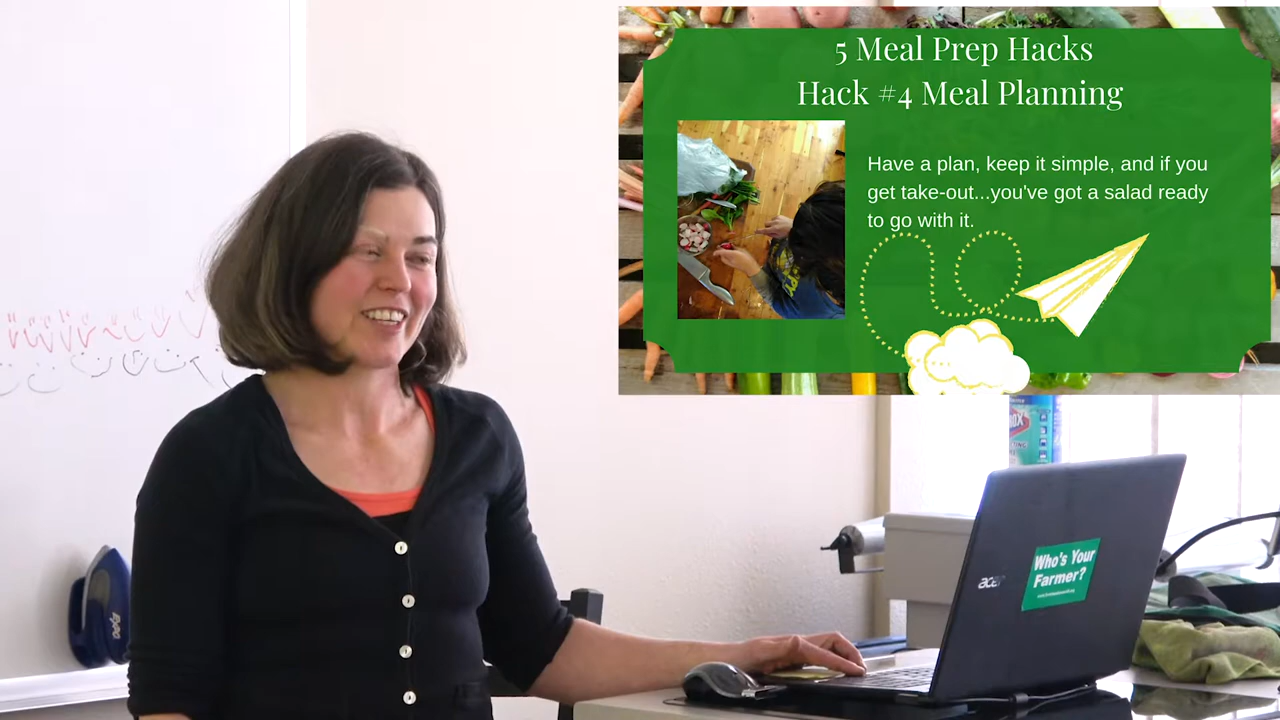 5 Meal Prep Hacks
Hack #4 Meal Planning
Have a plan, keep it simple, and if you
get take-out...you've got a salad ready
to go with it.
acer
Who's Your
Farmer?
expo